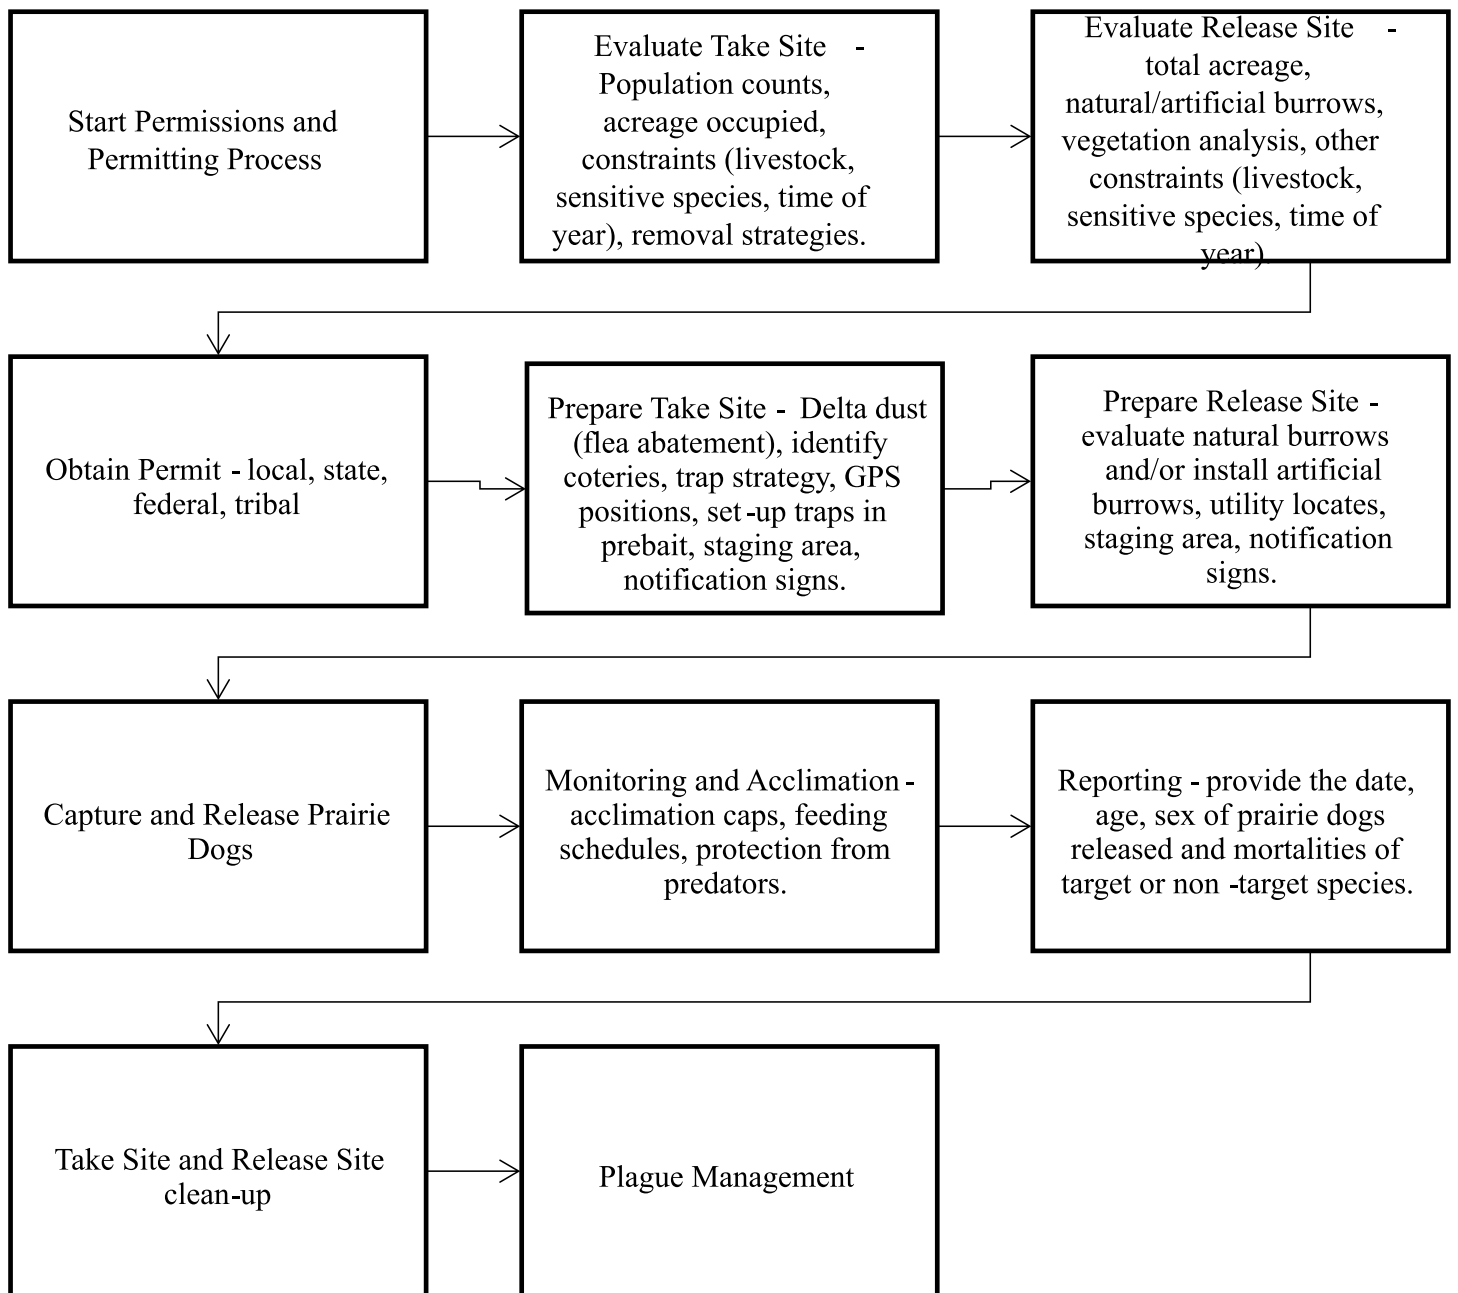 Start Permissions and
Permitting Process
Evaluate Take Site -
Population counts,
acreage occupied,
constraints (livestock,
sensitive species, time of
year), removal strategies.
Evaluate Release Site -
total acreage,
natural/artificial burrows,
vegetation analysis, other
constraints (livestock,
sensitive species, time of
year).
Obtain Permit - local, state,
federal, tribal
Prepare Take Site - Delta dust
(flea abatement), identify
coteries, trap strategy, GPS
positions, set-up traps in
prebait, staging area,
notification signs.
Prepare Release Site -
evaluate natural burrows
and/or install artificial
burrows, utility locates,
staging area, notification
signs.
Capture and Release Prairie
Dogs
Monitoring and Acclimation -
acclimation caps, feeding
schedules, protection from
predators.
Reporting - provide the date,
age, sex of prairie dogs
released and mortalities of
target or non -target species.
Take Site and Release Site
clean-up
Plague Management